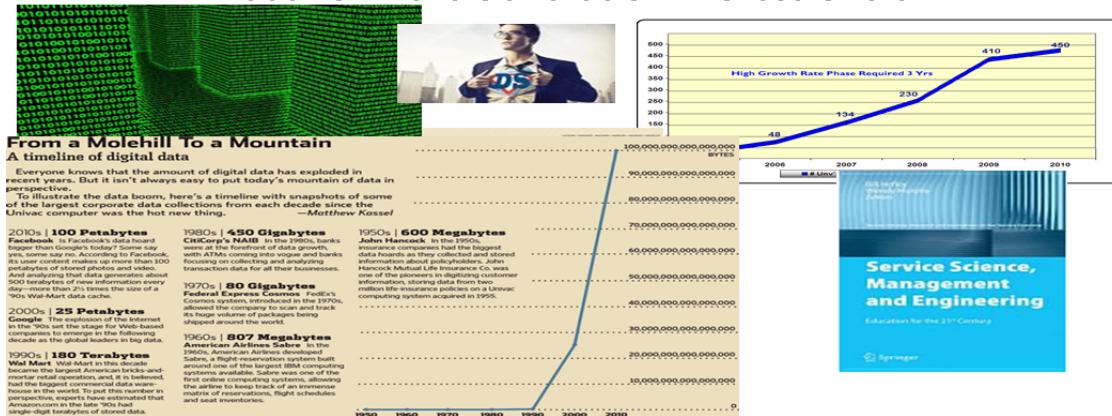 DS
500
450
400
350
300
250
200
150
High Growth Rate Phase Required 3 Yrs
48
134
230
410
450
2006 2007 2008 2009 2010
# Univ
From a Molehill To a Mountain
A timeline of digital data
Everyone knows that the amount of digital data has exploded in
recent years. But it isn't always easy to put today's mountain of data in
perspective.
To illustrate the data boom, here's a timeline with snapshots of some
of the largest corporate data collections from each decade since the
Univac computer was the hot new thing. —Matthew Kassel
2010s | 100 Petabytes
Facebook Is Facebook's data hoard
bigger than Google's today? Some say
yes, some say no. According to Facebook,
its user content makes up more than 100
petabytes of stored photos and video.
And analyzing that data generates about
500 terabytes of new information every
day—more than 2½ times the size of a
'90s Wal-Mart data cache.
2000s | 25 Petabytes
Google The explosion of the Internet
in the '90s set the stage for Web-based
companies to emerge in the following
decade as the global leaders in big data.
1990s | 180 Terabytes
Wal Mart Wal-Mart in this decade
became the largest American bricks-and-
mortar retail operation, and, it is believed,
had the biggest commercial data ware-
house in the world. To put this number in
perspective, experts have estimated that
Amazon.com in the late '90s had
single-digit terabytes of stored data.
1980s | 450 Gigabytes
CitiCorp's NAIB In the 1980s, banks
were at the forefront of data growth,
with ATMs coming into vogue and banks
focusing on collecting and analyzing
transaction data for all their businesses.
1970s | 80 Gigabytes
Federal Express Cosmos FedEx's
Cosmos system, introduced in the 1970s,
allowed the company to scan and track
its huge volume of packages being
shipped around the world.
1960s | 807 Megabytes
American Airlines Sabre In the
1960s, American Airlines developed
Sabre, a flight-reservation system built
around one of the largest IBM computing
systems available. Sabre was one of the
first online computing systems, allowing
the airline to keep track of an immense
matrix of reservations, flight schedules
and seat inventories.
1950s | 600 Megabytes
John Hancock In the 1950s,
insurance companies had the biggest
data hoards as they collected and stored
information about policyholders. John
Hancock Mutual Life Insurance Co. was
one of the pioneers in digitizing customer
information, storing data from two
million life-insurance policies on a Univac
computing system acquired in 1955.
100,000,000,000,000,000
BYTES
90,000,000,000,000,000
80,000,000,000,000,000
70,000,000,000,000,000
60,000,000,000,000,000
50,000,000,000,000,000
40,000,000,000,000,000
30,000,000,000,000,000
20,000,000,000,000,000
10,000,000,000,000,000
0
1950 1960 1970 1980 1990 2000 2010
Service Science,
Management
and Engineering
Education for the 21st Century
Springer